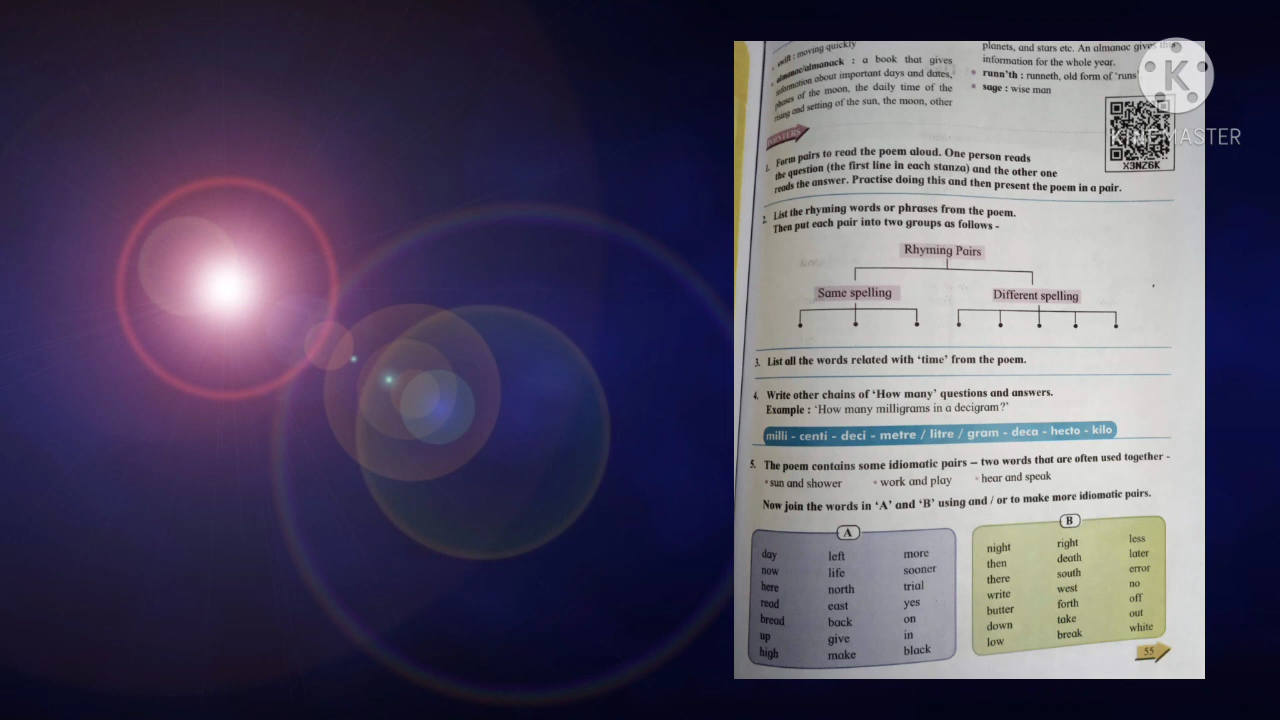 swift : moving quickly
almanac/almanack : a book that gives
information about important days and dates,
phases of the moon, the daily time of the
rising and setting of the sun, the moon, other
planets, and stars etc. An almanac gives this
information for the whole year.
runn'th : runneth, old form of 'runs'
sage : wise man
K
KINEMASTER
X3NZ6K
POINTERS
1. Form pairs to read the poem aloud. One person reads
the question (the first line in each stanza) and the other one
reads the answer. Practise doing this and then present the poem in a pair.
2. List the rhyming words or phrases from the poem.
Then put each pair into two groups as follows -
Rhyming Pairs
Same spelling Different spelling
3. List all the words related with 'time' from the poem.
4. Write other chains of 'How many' questions and answers.
Example : 'How many milligrams in a decigram?'
milli - centi - deci - metre / litre / gram - deca - hecto - kilo
5. The poem contains some idiomatic pairs – two words that are often used together -
* sun and shower * work and play * hear and speak
Now join the words in 'A' and 'B' using and / or to make more idiomatic pairs.
A
day left more
now life sooner
here north trial
read east yes
bread back on
up give in
high make black
B
night right less
then death later
there south error
write west no
butter forth off
down take out
low break white
55